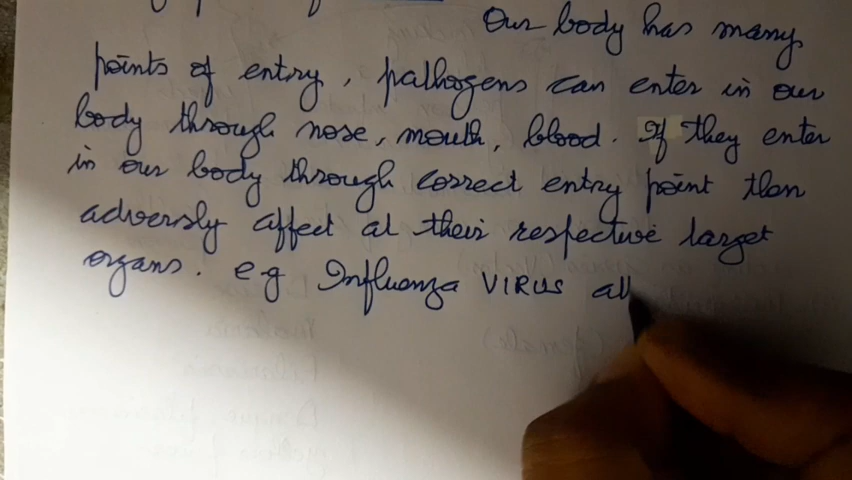 Our body has many
points of entry, pathogens can enter in our
body through nose, mouth, blood. If they enter
in our body through correct entry point then
adversly affect at their respective target
organs. e.g Influenza VIRUS